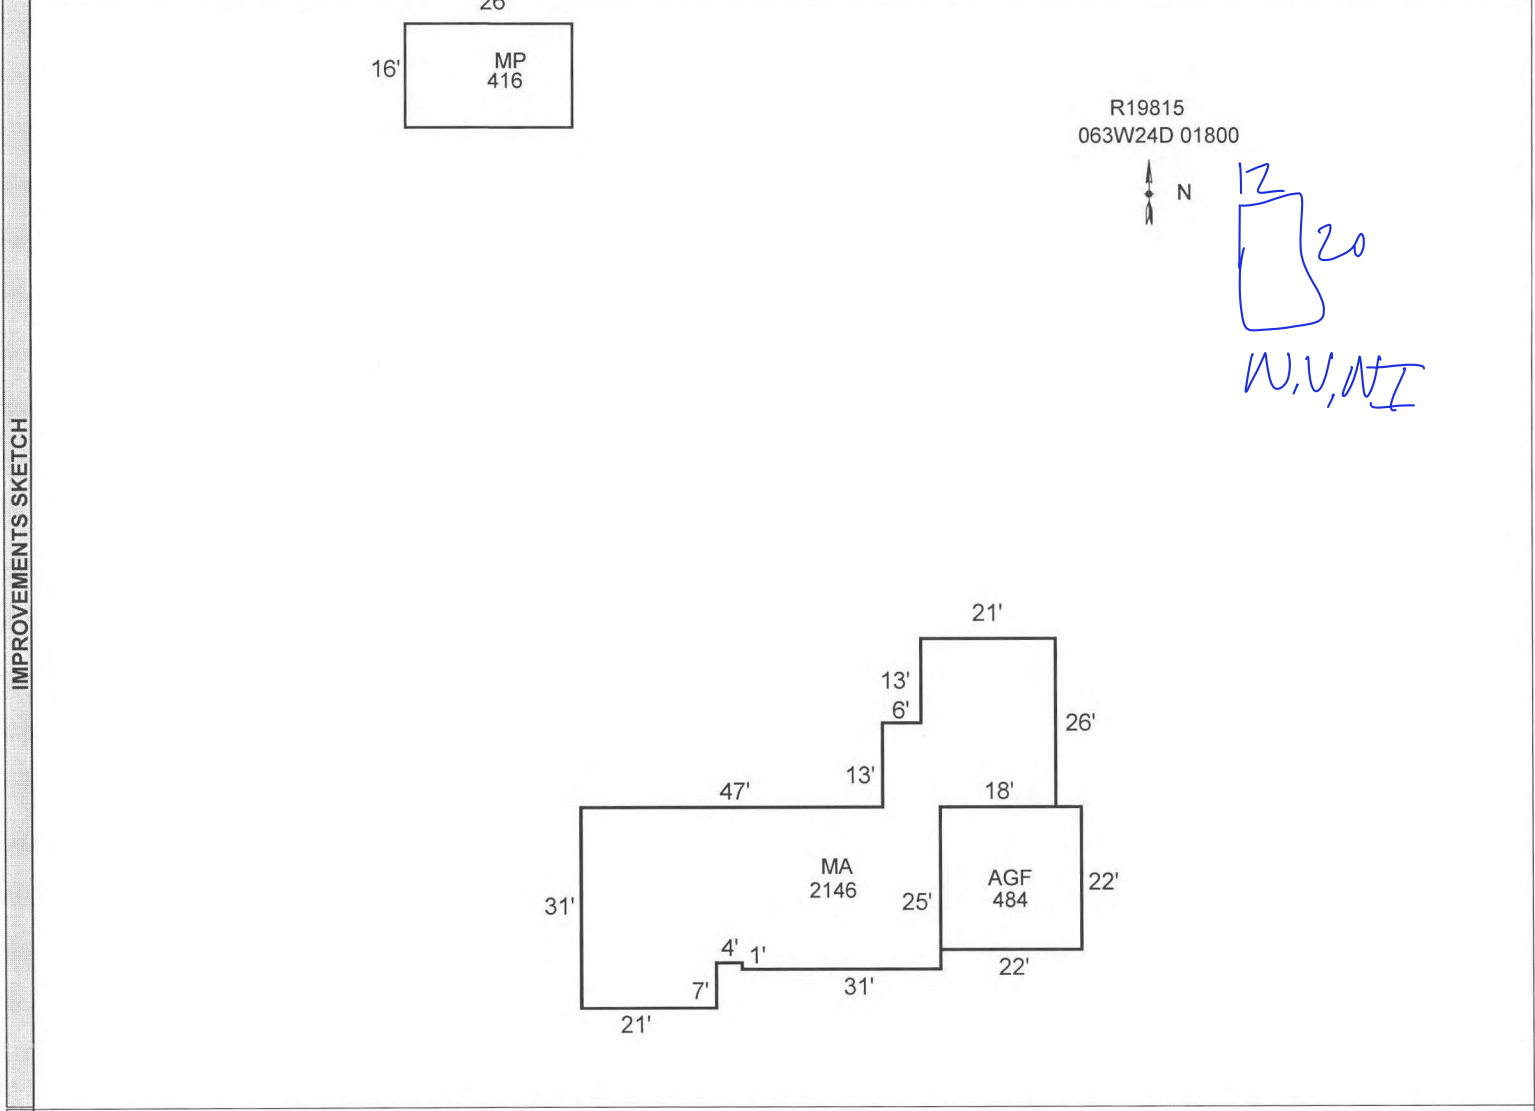 26
16'
MP
416
R19815
063W24D 01800
N
12
20
N,V,NI
IMPROVEMENTS SKETCH
21'
13'
6'
26'
13'
47'
18'
MA
2146
AGF
484
31'
25'
22'
4'
1'
22'
7'
31'
21'